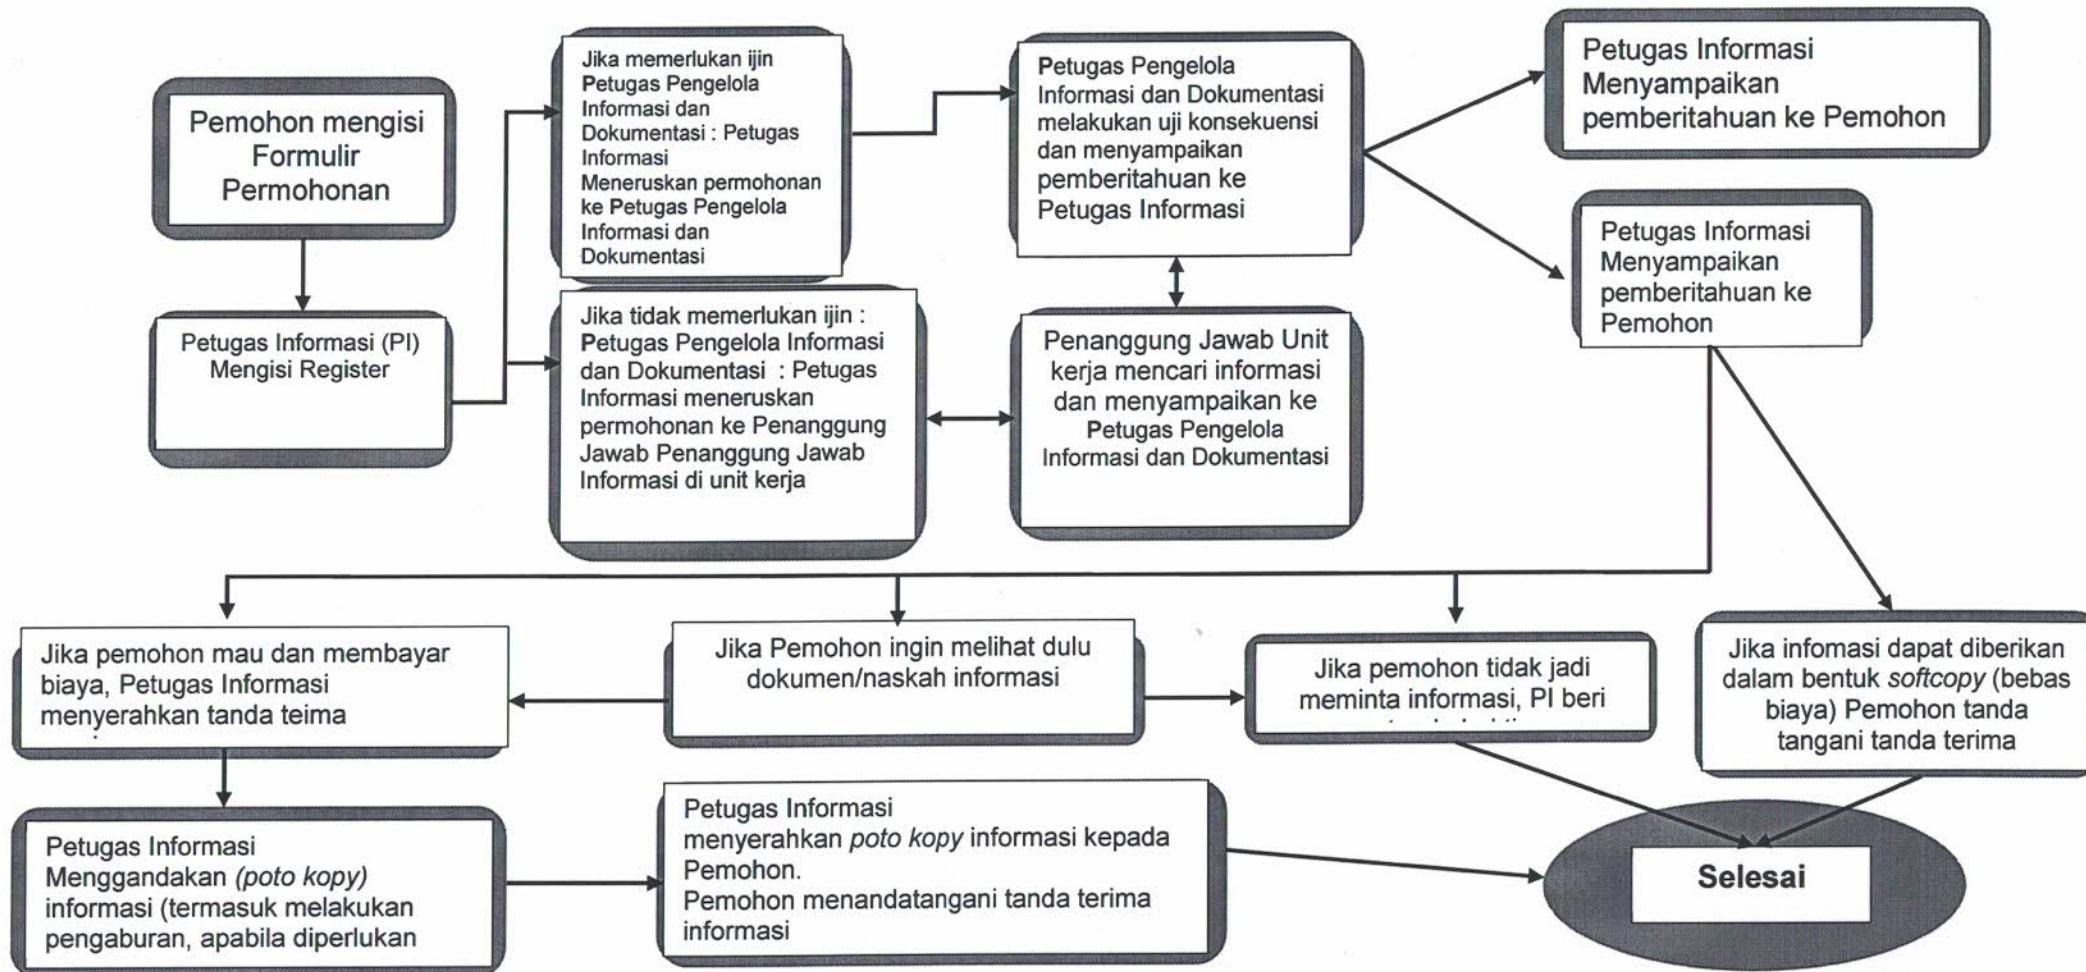 Pemohon mengisi
Formulir
Permohonan
Petugas Informasi (PI)
Mengisi Register
Jika memerlukan ijin
Petugas Pengelola
Informasi dan
Dokumentasi : Petugas
Informasi
Meneruskan permohonan
ke Petugas Pengelola
Informasi dan
Dokumentasi
Jika tidak memerlukan ijin :
Petugas Pengelola Informasi
dan Dokumentasi : Petugas
Informasi meneruskan
permohonan ke Penanggung
Jawab Penanggung Jawab
Informasi di unit kerja
Petugas Pengelola
Informasi dan Dokumentasi
melakukan uji konsekuensi
dan menyampaikan
pemberitahuan ke
Petugas Informasi
Penanggung Jawab Unit
kerja mencari informasi
dan menyampaikan ke
Petugas Pengelola
Informasi dan Dokumentasi
Petugas Informasi
Menyampaikan
pemberitahuan ke Pemohon
Petugas Informasi
Menyampaikan
pemberitahuan ke
Pemohon
Jika pemohon mau dan membayar
biaya, Petugas Informasi
menyerahkan tanda teima
Jika Pemohon ingin melihat dulu
dokumen/naskah informasi
Jika pemohon tidak jadi
meminta informasi, PI beri
Jika infomasi dapat diberikan
dalam bentuk softcopy (bebas
biaya) Pemohon tanda
tangani tanda terima
Petugas Informasi
Menggandakan (poto kopy)
informasi (termasuk melakukan
pengaburan, apabila diperlukan
Petugas Informasi
menyerahkan poto kopy informasi kepada
Pemohon.
Pemohon menandatangani tanda terima
informasi
Selesai